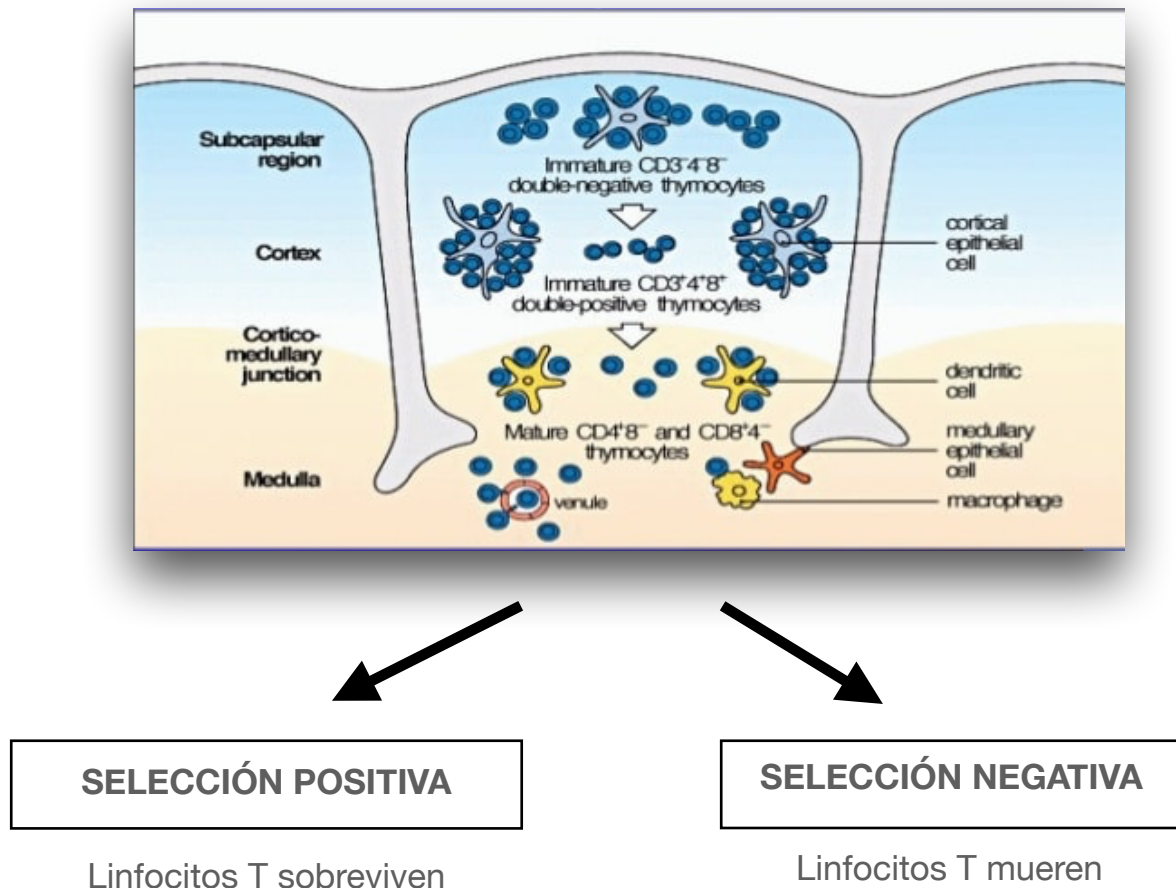 Subcapsular
region
Immature CD3⁻4⁻8⁻
double-negative thymocytes
Cortex
cortical
epithelial
cell
Immature CD3⁺4⁺8⁺
double-positive thymocytes
Cortico-
medullary
junction
dendritic
cell
Mature CD4⁺8⁻ and CD8⁺4⁻
thymocytes
medullary
epithelial
cell
Medulla
venule
macrophage
SELECCIÓN POSITIVA
SELECCIÓN NEGATIVA
Linfocitos T sobreviven
Linfocitos T mueren